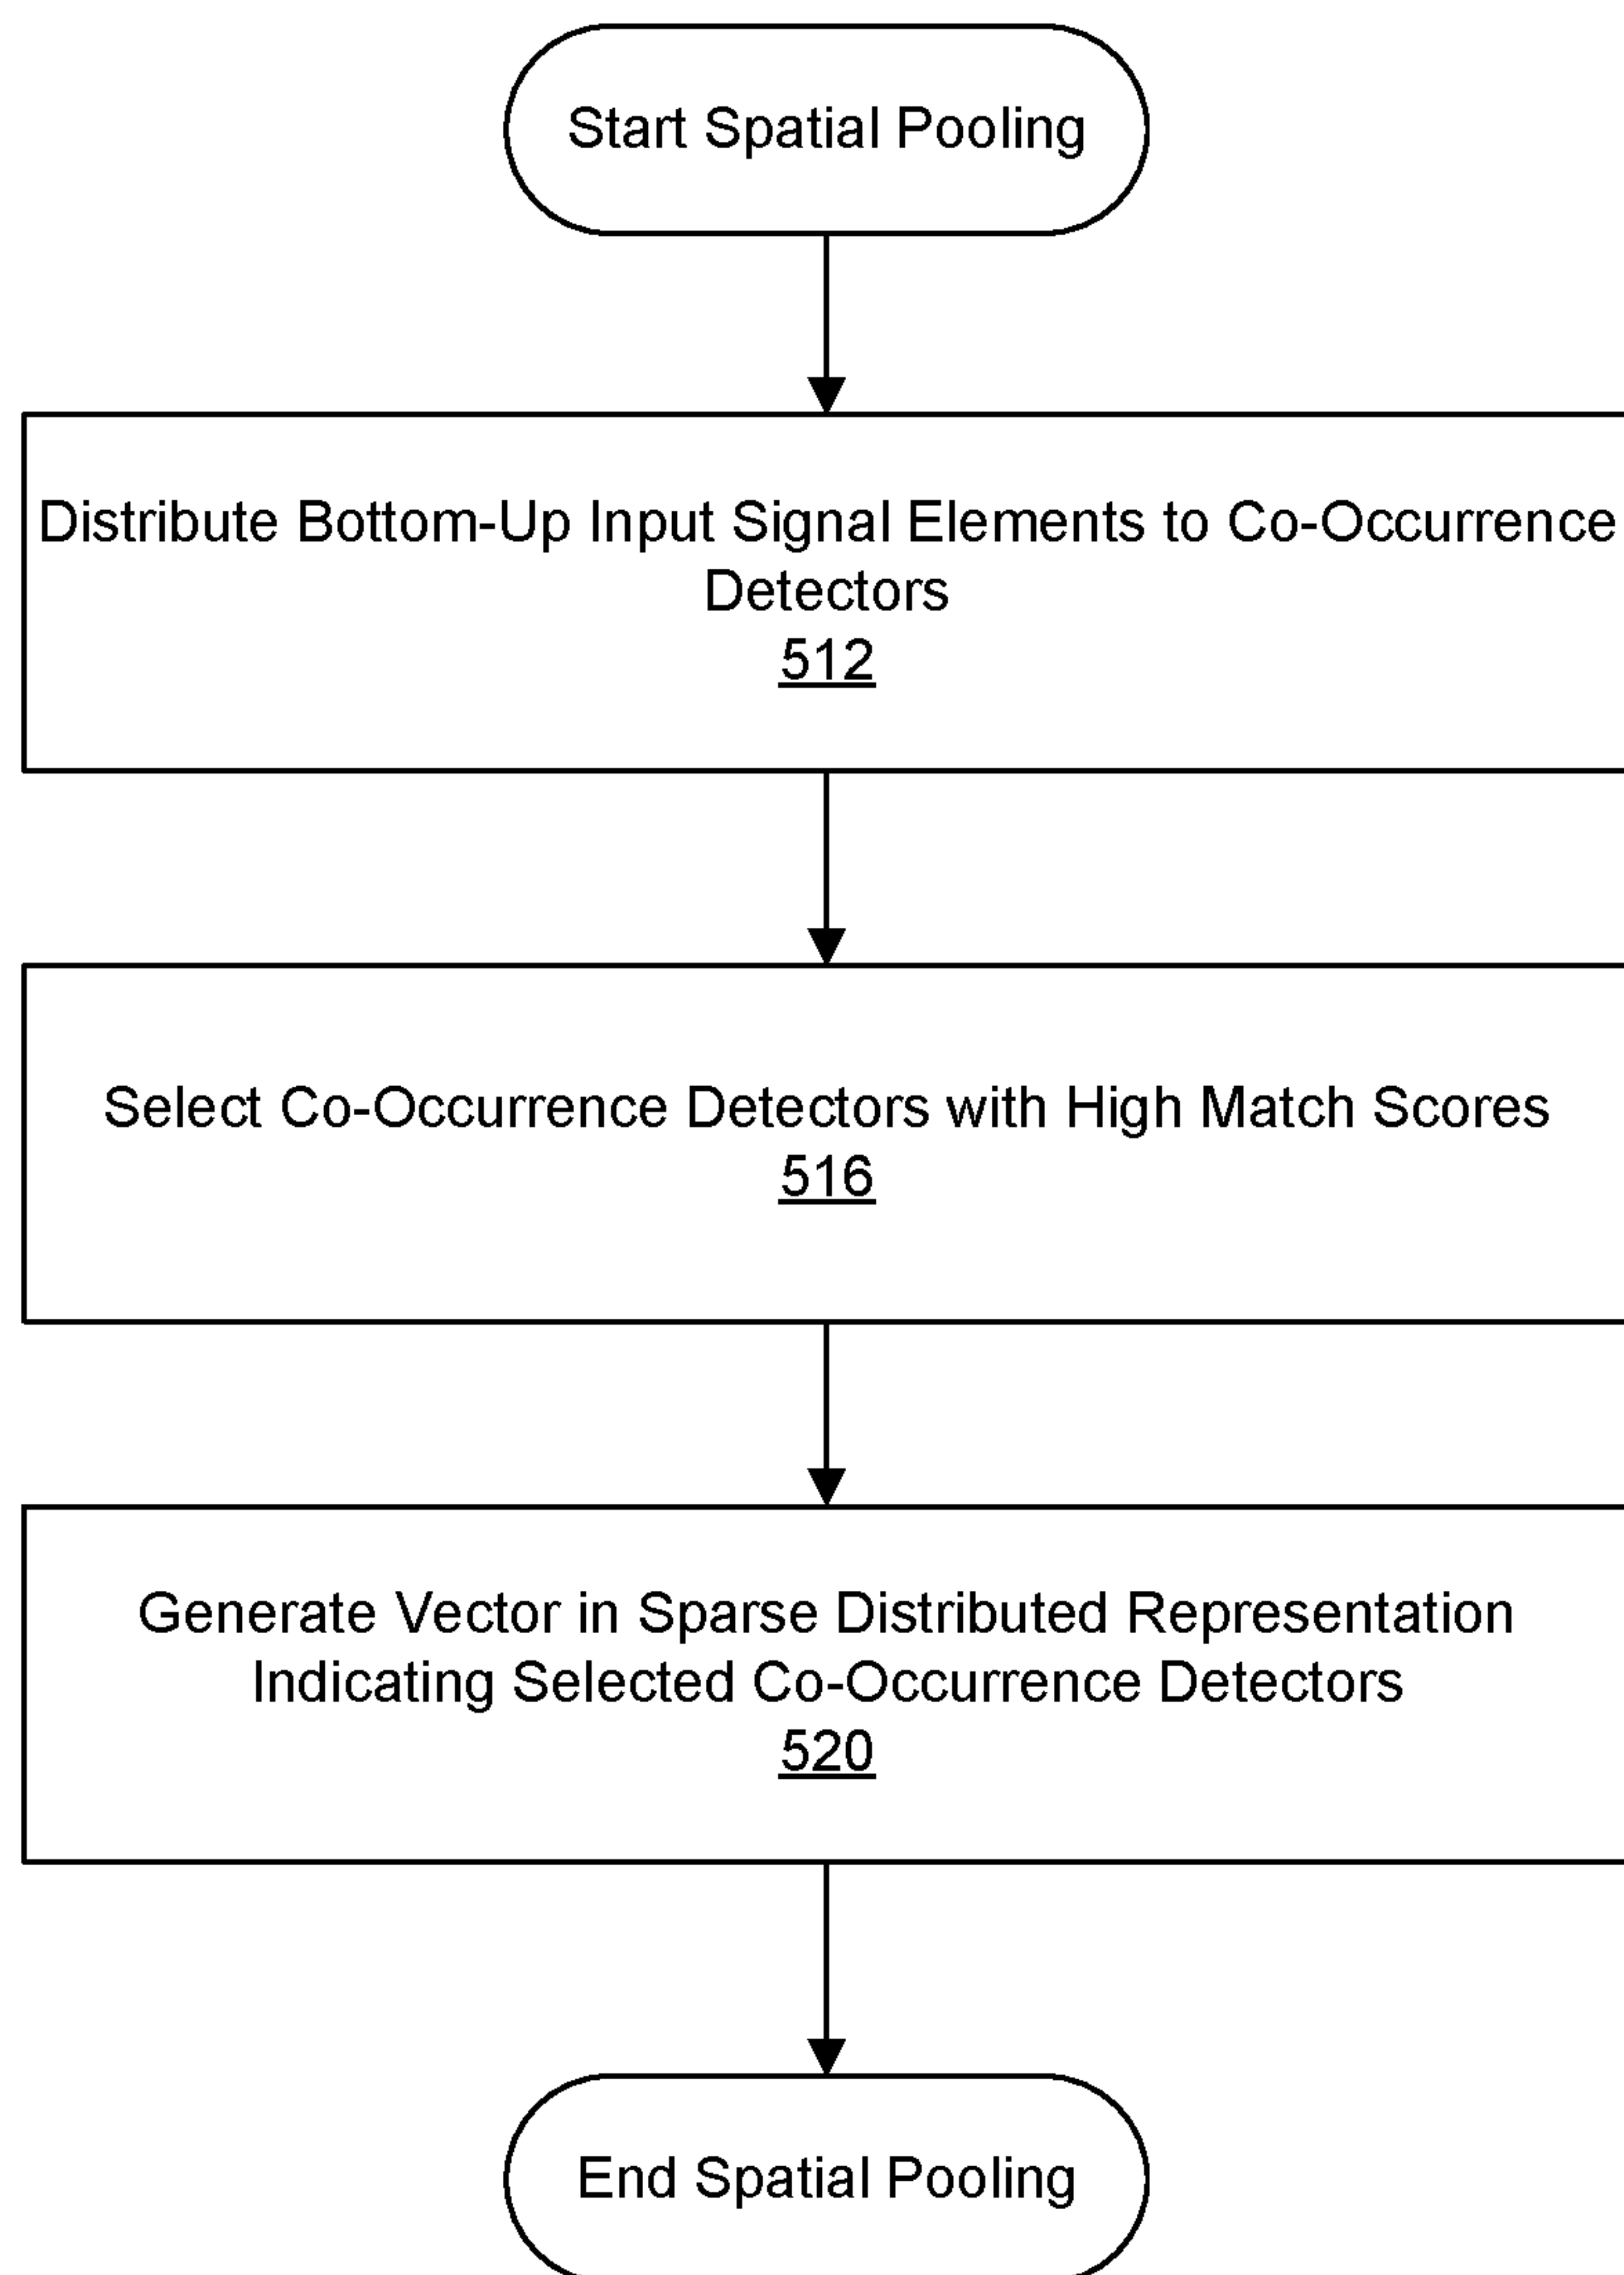 Start Spatial Pooling
Distribute Bottom-Up Input Signal Elements to Co-Occurrence
Detectors
512
Select Co-Occurrence Detectors with High Match Scores
516
Generate Vector in Sparse Distributed Representation
Indicating Selected Co-Occurrence Detectors
520
End Spatial Pooling